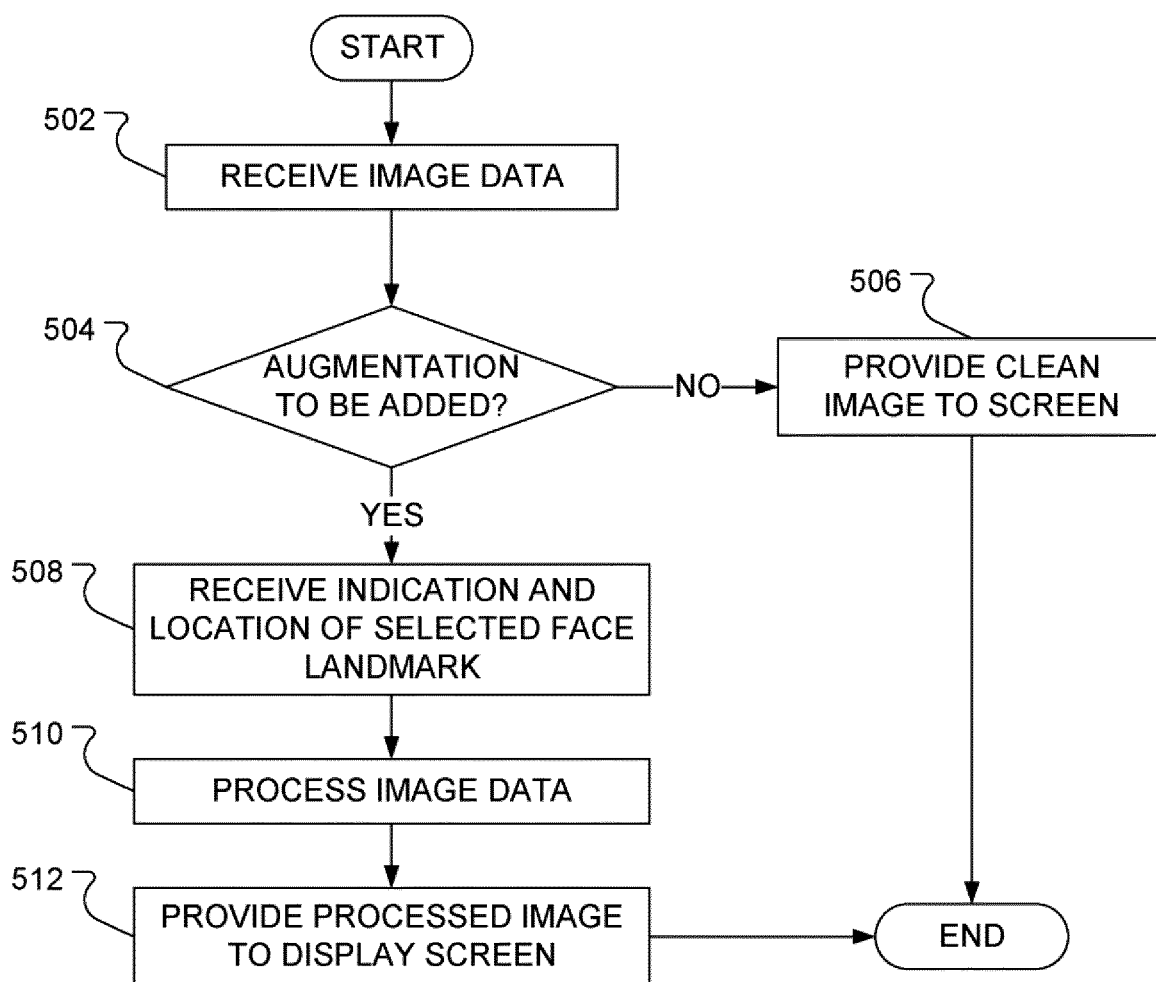 START
502
RECEIVE IMAGE DATA
506
504
AUGMENTATION
TO BE ADDED?
NO
PROVIDE CLEAN
IMAGE TO SCREEN
YES
508
RECEIVE INDICATION AND
LOCATION OF SELECTED FACE
LANDMARK
510
PROCESS IMAGE DATA
512
PROVIDE PROCESSED IMAGE
TO DISPLAY SCREEN
END